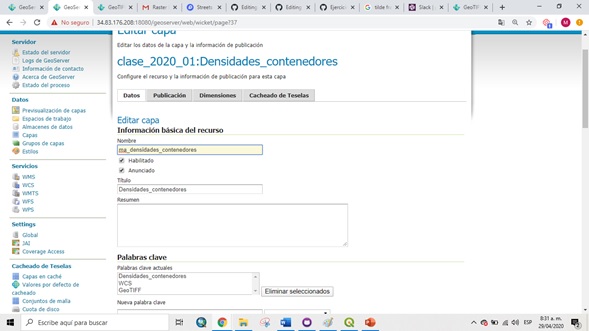 GeoSe
GeoSer
GeoTIF
Raster
Streets
Editing
Editing
Ejercici
tilde fr
Slack |
GeoTIFF
No seguro | 34.83.176.208:18080/geoserver/web/wicket/page?37
M
Servidor
Estado del servidor
Logs de GeoServer
Información de contacto
Acerca de GeoServer
Estado del proceso
Datos
Previsualización de capas
Espacios de trabajo
Almacenes de datos
Capas
Grupos de capas
Estilos
Servicios
WMS
WCS
WMTS
WFS
WPS
Settings
Global
JAI
Coverage Access
Cacheado de Teselas
Capas en caché
Valores por defecto de
cacheado
Conjuntos de malla
Cuota de disco
Editar capa
Editar los datos de la capa y la información de publicación
clase_2020_01:Densidades_contenedores
Configure el recurso y la información de publicación para esta capa
Datos Publicación Dimensiones Cacheado de Teselas
Editar capa
Información básica del recurso
Nombre
ma_densidades_contenedores
Habilitado
Anunciado
Título
Densidades_contenedores
Resumen
Palabras clave
Palabras clave actuales
Densidades_contenedores
WCS
GeoTIFF
Eliminar seleccionados
Nueva palabra clave
Escribe aquí para buscar
ESP
8:31 a. m.
29/04/2020